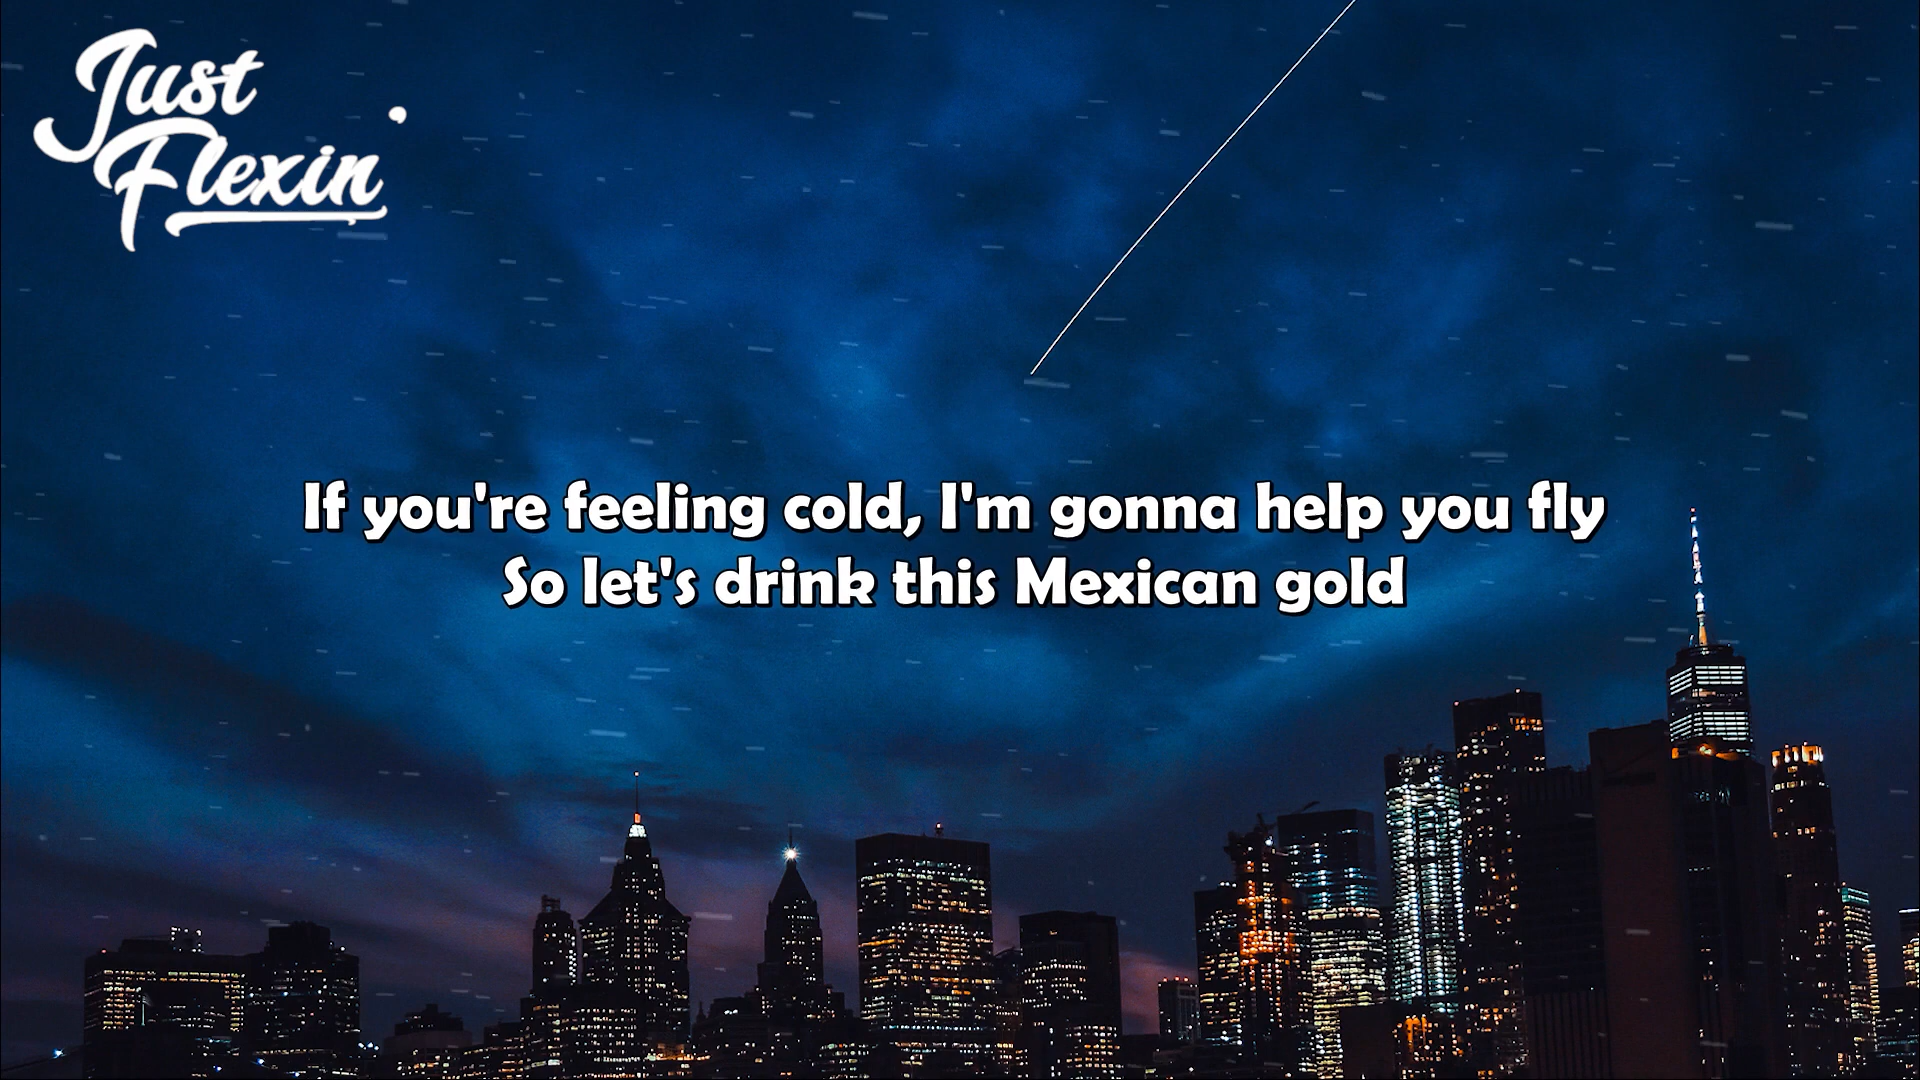 Just
Flexin'
If you're feeling cold, I'm gonna help you fly
So let's drink this Mexican gold